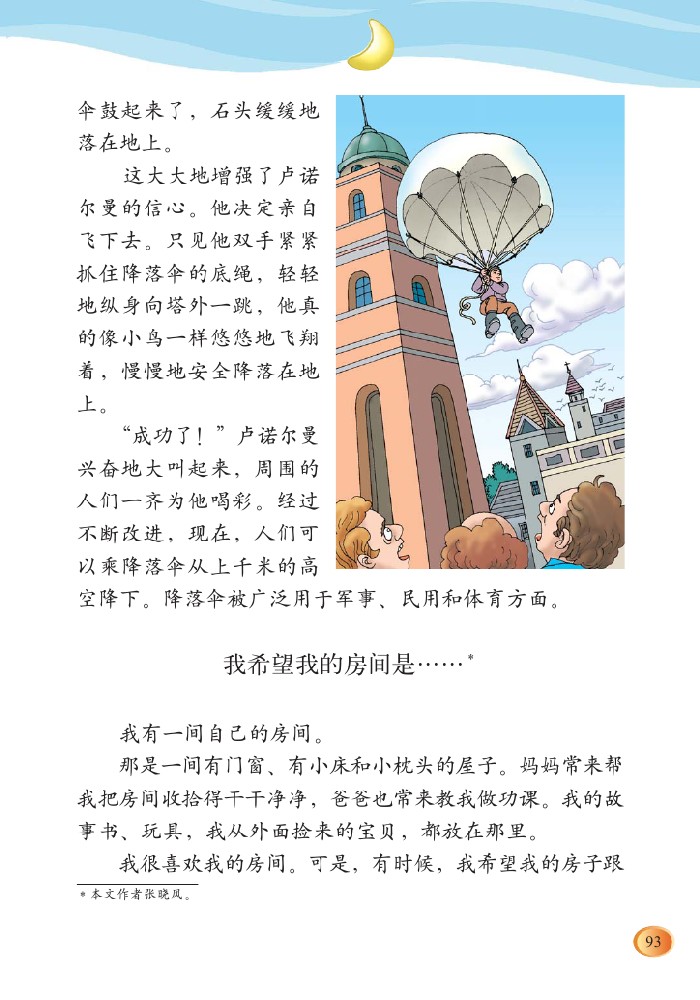 伞鼓起来了，石头缓缓地
落在地上。
这大大地增强了卢诺
尔曼的信心。他决定亲自
飞下去。只见他双手紧紧
抓住降落伞的底绳，轻轻
地纵身向塔外一跳，他真
的像小鸟一样悠悠地飞翔
着，慢慢地安全降落在地
上。
“成功了！”卢诺尔曼
兴奋地大叫起来，周围的
人们一齐为他喝彩。经过
不断改进，现在，人们可
以乘降落伞从上千米的高
空降下。降落伞被广泛用于军事、民用和体育方面。
我希望我的房间是……*
我有一间自己的房间。
那是一间有门窗、有小床和小枕头的屋子。妈妈常来帮
我把房间收拾得干干净净，爸爸也常来教我做功课。我的故
事书、玩具，我从外面捡来的宝贝，都放在那里。
我很喜欢我的房间。可是，有时候，我希望我的房子跟
* 本文作者张晓风。
93